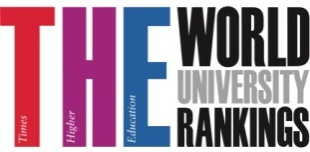 THE
Times
Higher
Education
WORLD
UNIVERSITY
RANKINGS